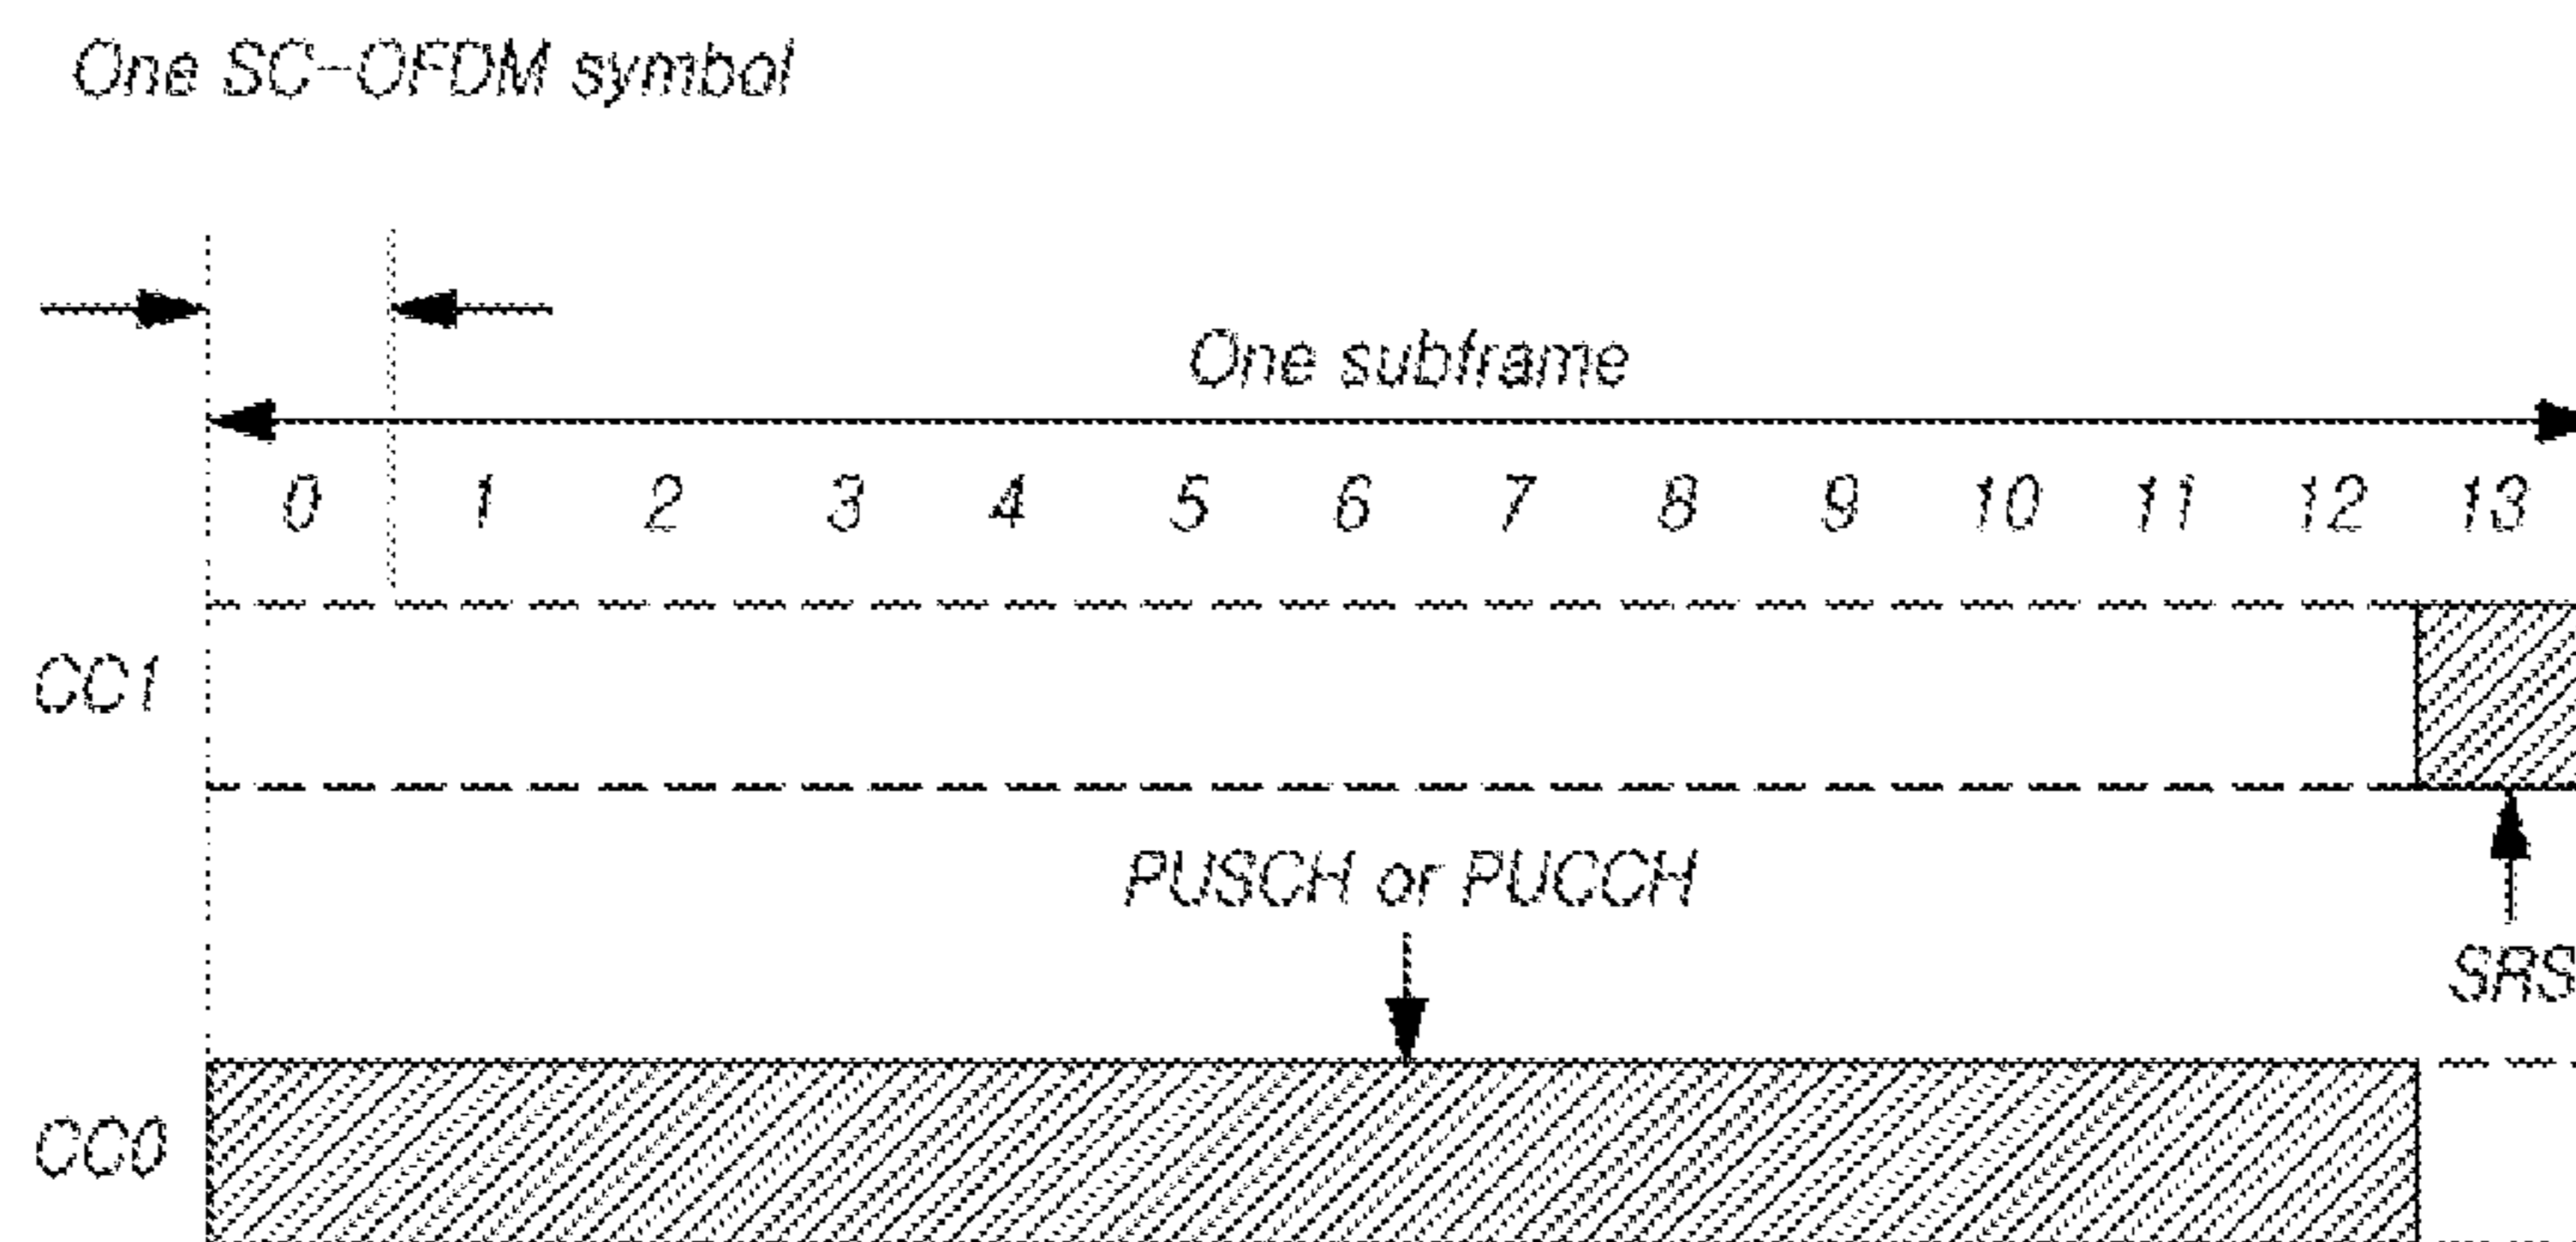 One SC-OFDM symbol
One subframe
0 1 2 3 4 5 6 7 8 9 10 11 12 13
CC1
PUSCH or PUCCH
SRS
CC0